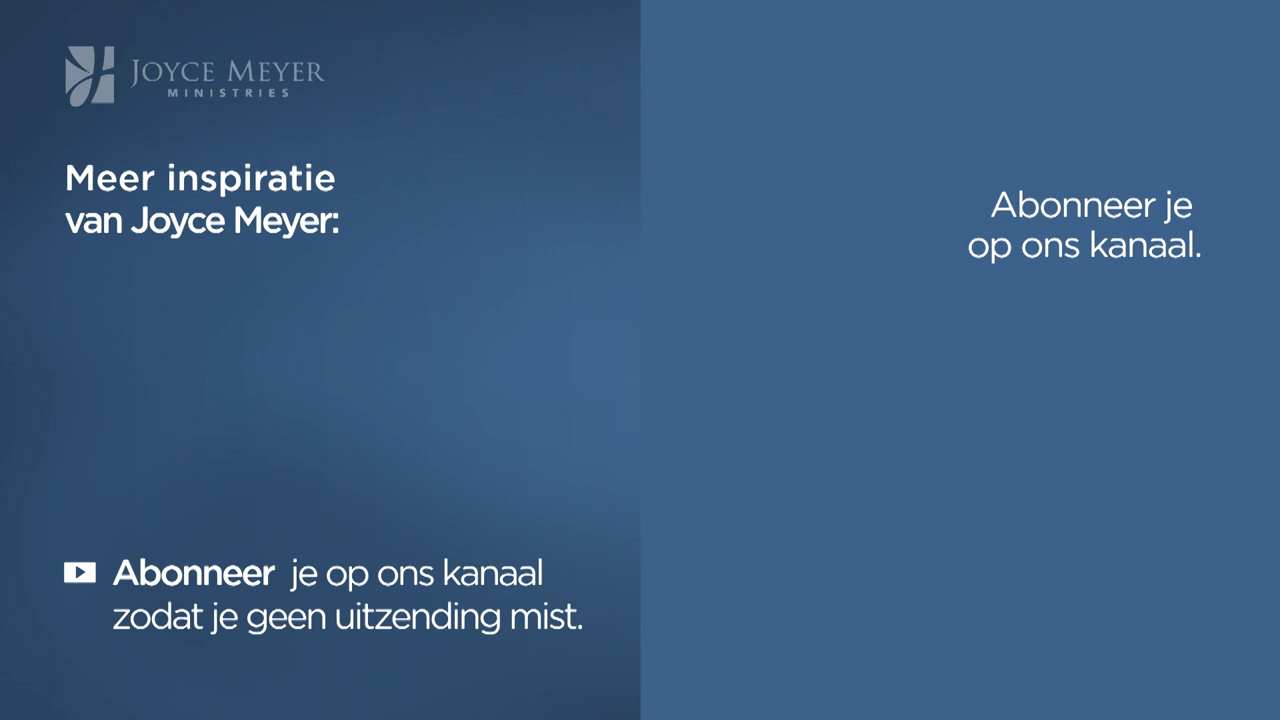 JOYCE MEYER
MINISTRIES
Meer inspiratie
van Joyce Meyer:
Abonneer je
op ons kanaal.
Abonneer je op ons kanaal
zodat je geen uitzending mist.